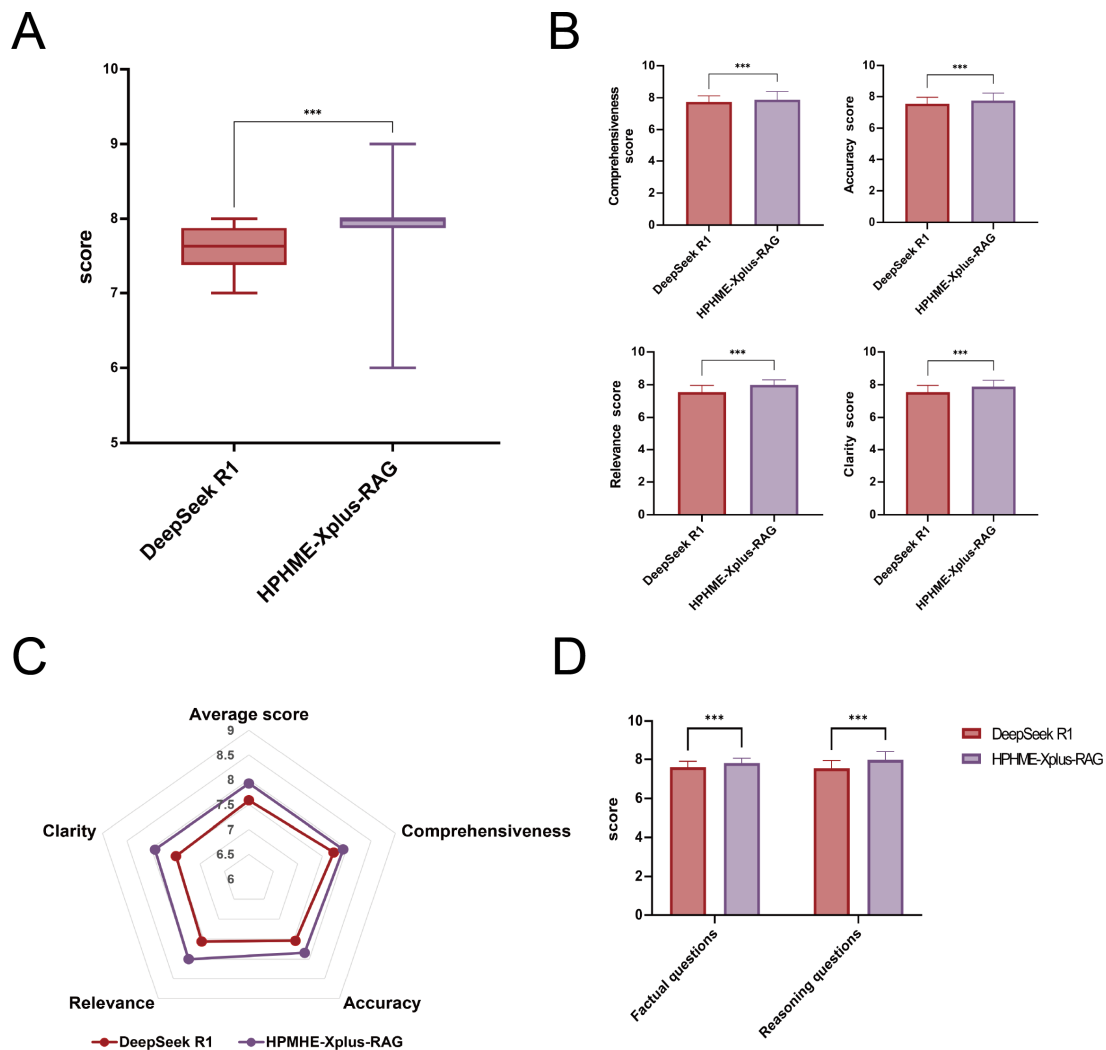 A
score
10
9
8
7
6
5
***
DeepSeek R1
HPHME-Xplus-RAG
B
Comprehensiveness
score
10
8
6
4
2
0
***
DeepSeek R1
HPHME-Xplus-RAG
Accuracy score
10
8
6
4
2
0
***
DeepSeek R1
HPHME-Xplus-RAG
Relevance score
10
8
6
4
2
0
***
DeepSeek R1
HPHME-Xplus-RAG
Clarity score
10
8
6
4
2
0
***
DeepSeek R1
HPHME-Xplus-RAG
C
Average score
9
8.5
8
7.5
7
6.5
6
Clarity
Comprehensiveness
Relevance
Accuracy
DeepSeek R1
HPMHE-Xplus-RAG
D
score
10
8
6
4
2
0
***
***
Factual questions
Reasoning questions
DeepSeek R1
HPHME-Xplus-RAG